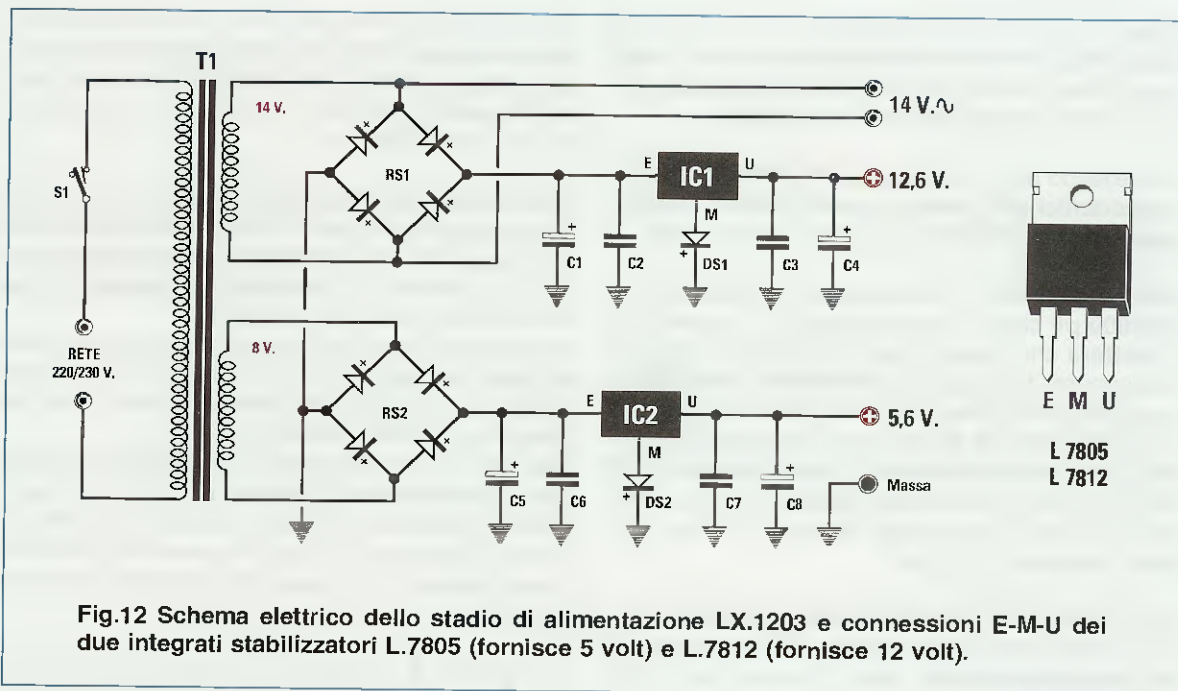 T1
14 V.
14 V.∿
S1
RS1
E
IC1
U
M
12,6 V.
+
C1
C2
+
DS1
C3
+
C4
RETE
220/230 V.
8 V.
RS2
E
IC2
U
M
5,6 V.
+
C5
C6
+
DS2
C7
+
C8
Massa
E M U
L 7805
L 7812
Fig.12 Schema elettrico dello stadio di alimentazione LX.1203 e connessioni E-M-U dei
due integrati stabilizzatori L.7805 (fornisce 5 volt) e L.7812 (fornisce 12 volt).